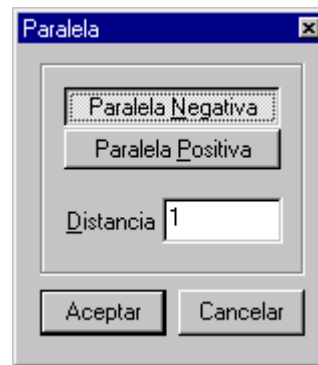 Paralela
Paralela Negativa
Paralela Positiva
Distancia 1
Aceptar Cancelar